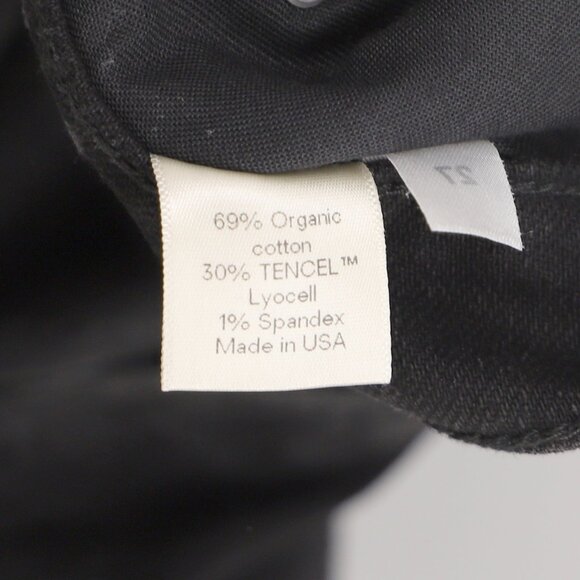 69% Organic
cotton
30% TENCEL™
Lyocell
1% Spandex
Made in USA
27